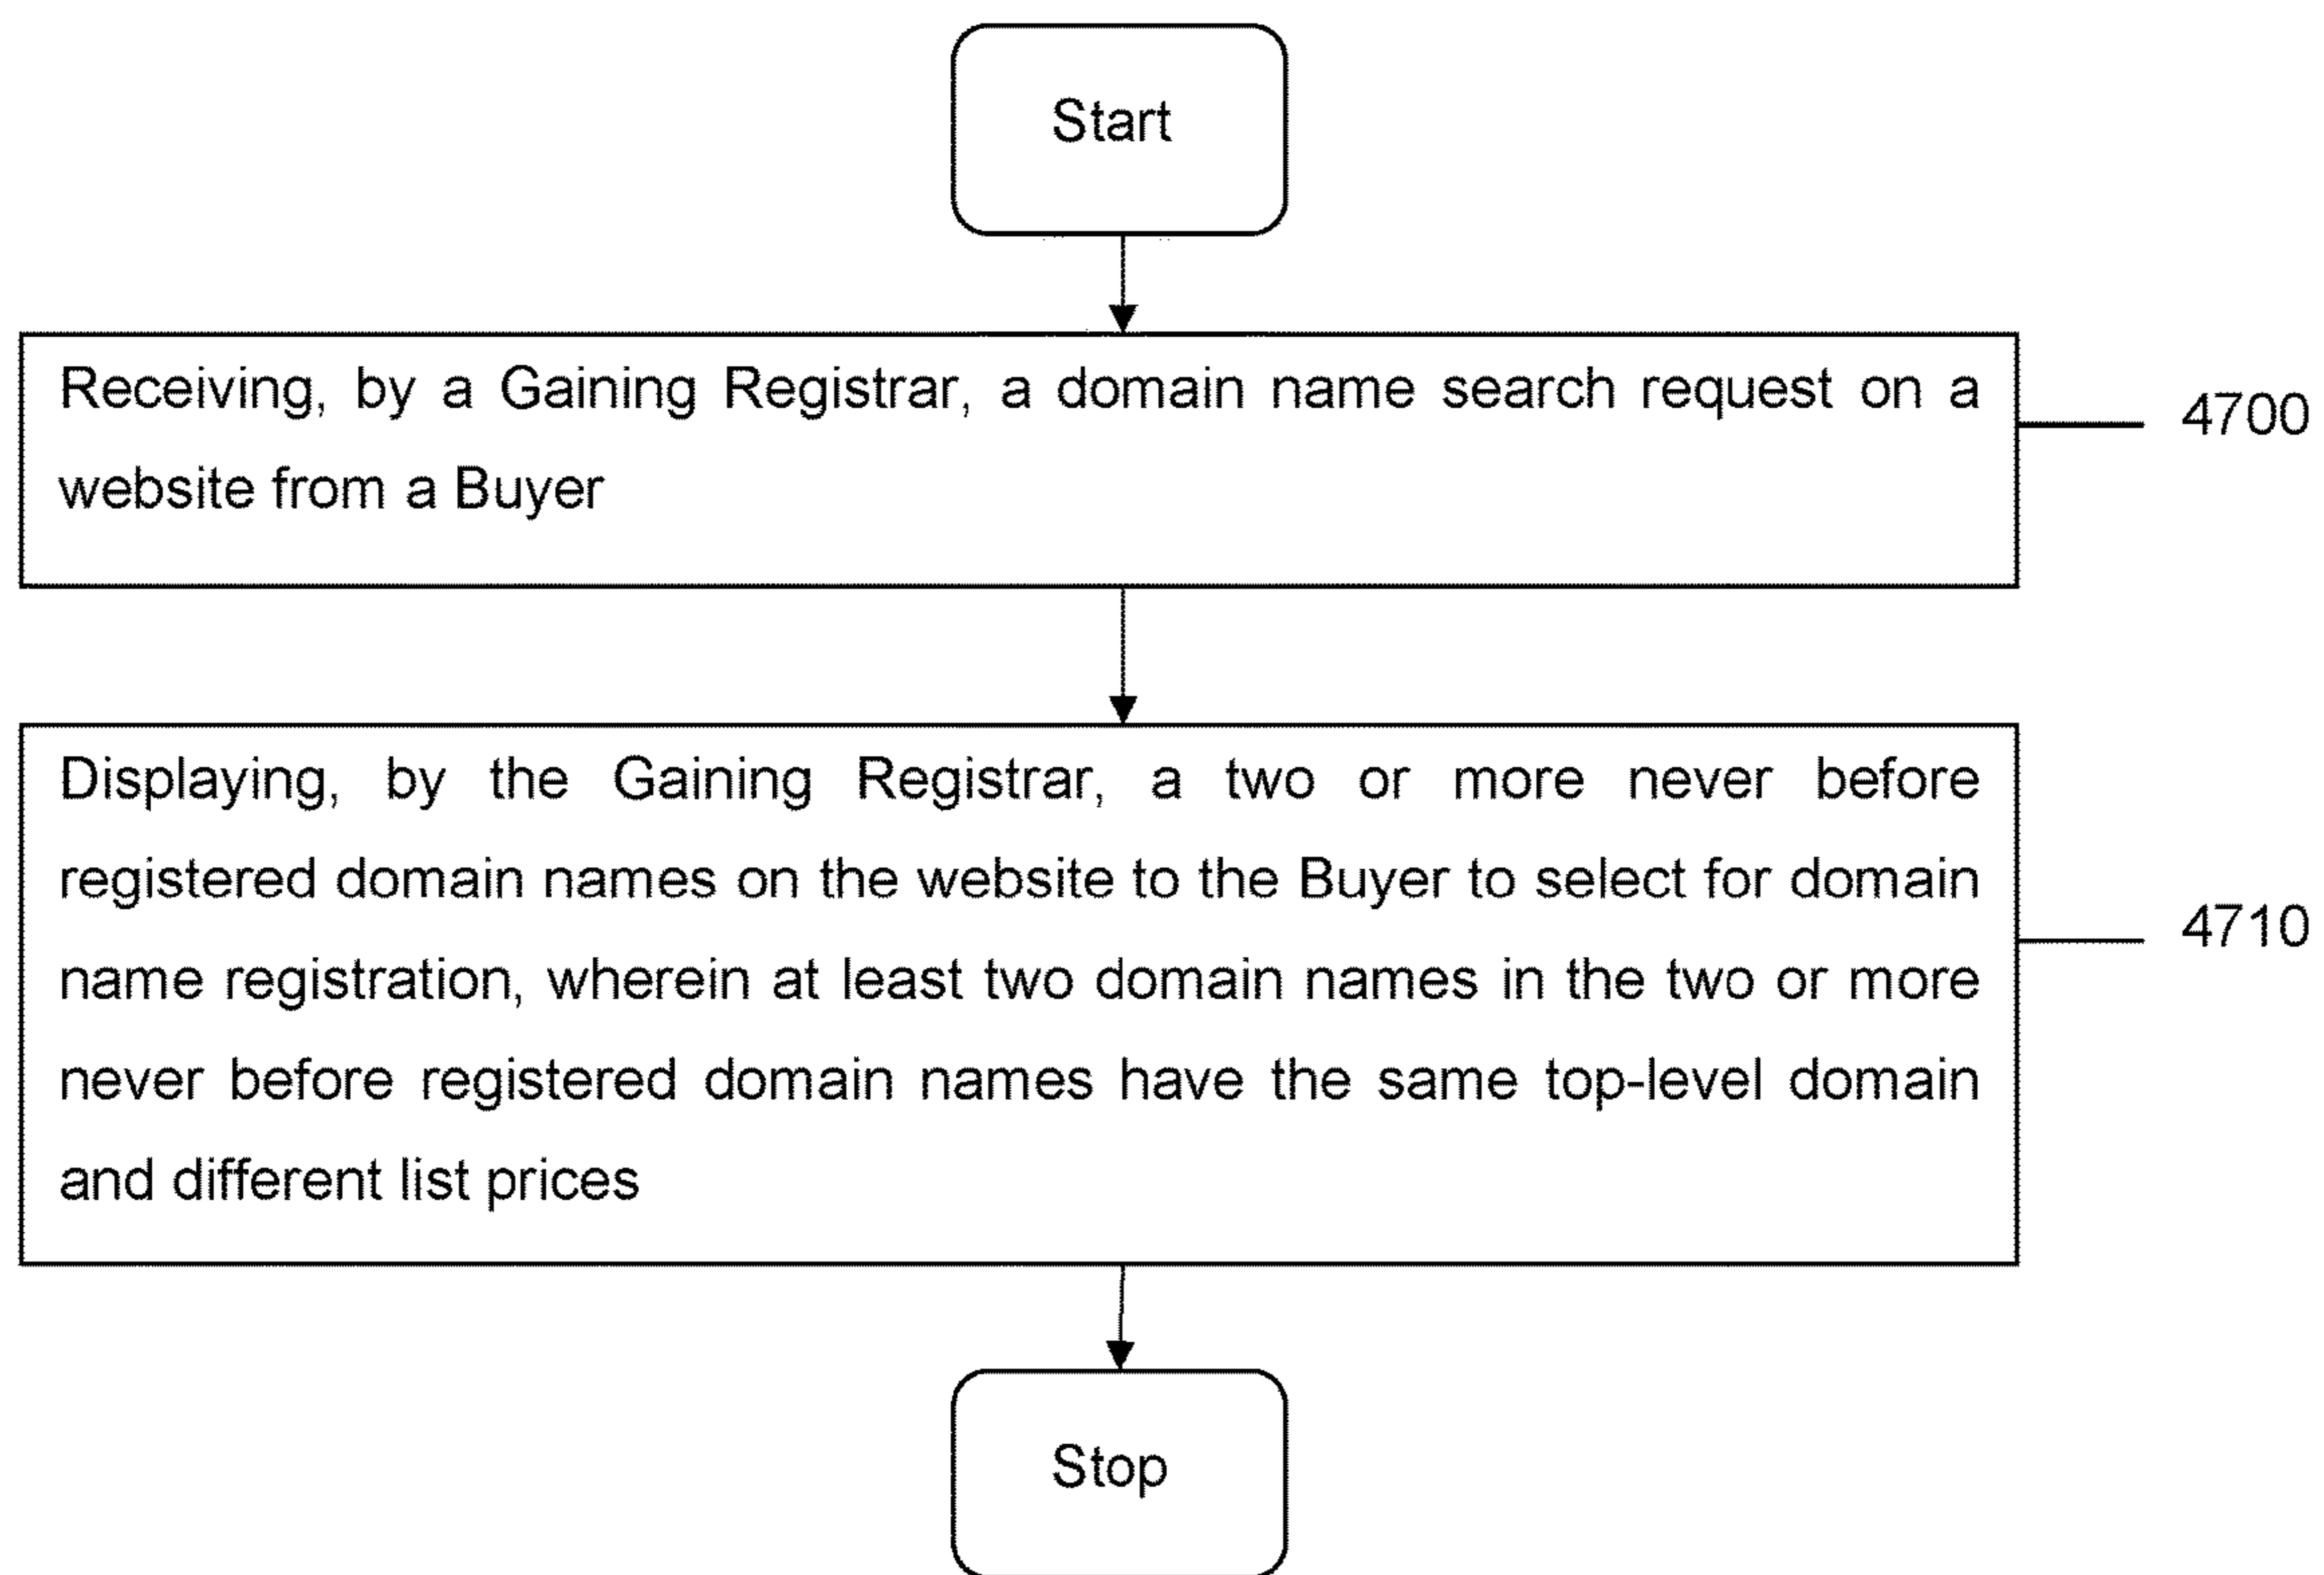 Start
Receiving, by a Gaining Registrar, a domain name search request on a
website from a Buyer
4700
Displaying, by the Gaining Registrar, a two or more never before
registered domain names on the website to the Buyer to select for domain
name registration, wherein at least two domain names in the two or more
never before registered domain names have the same top-level domain
and different list prices
4710
Stop